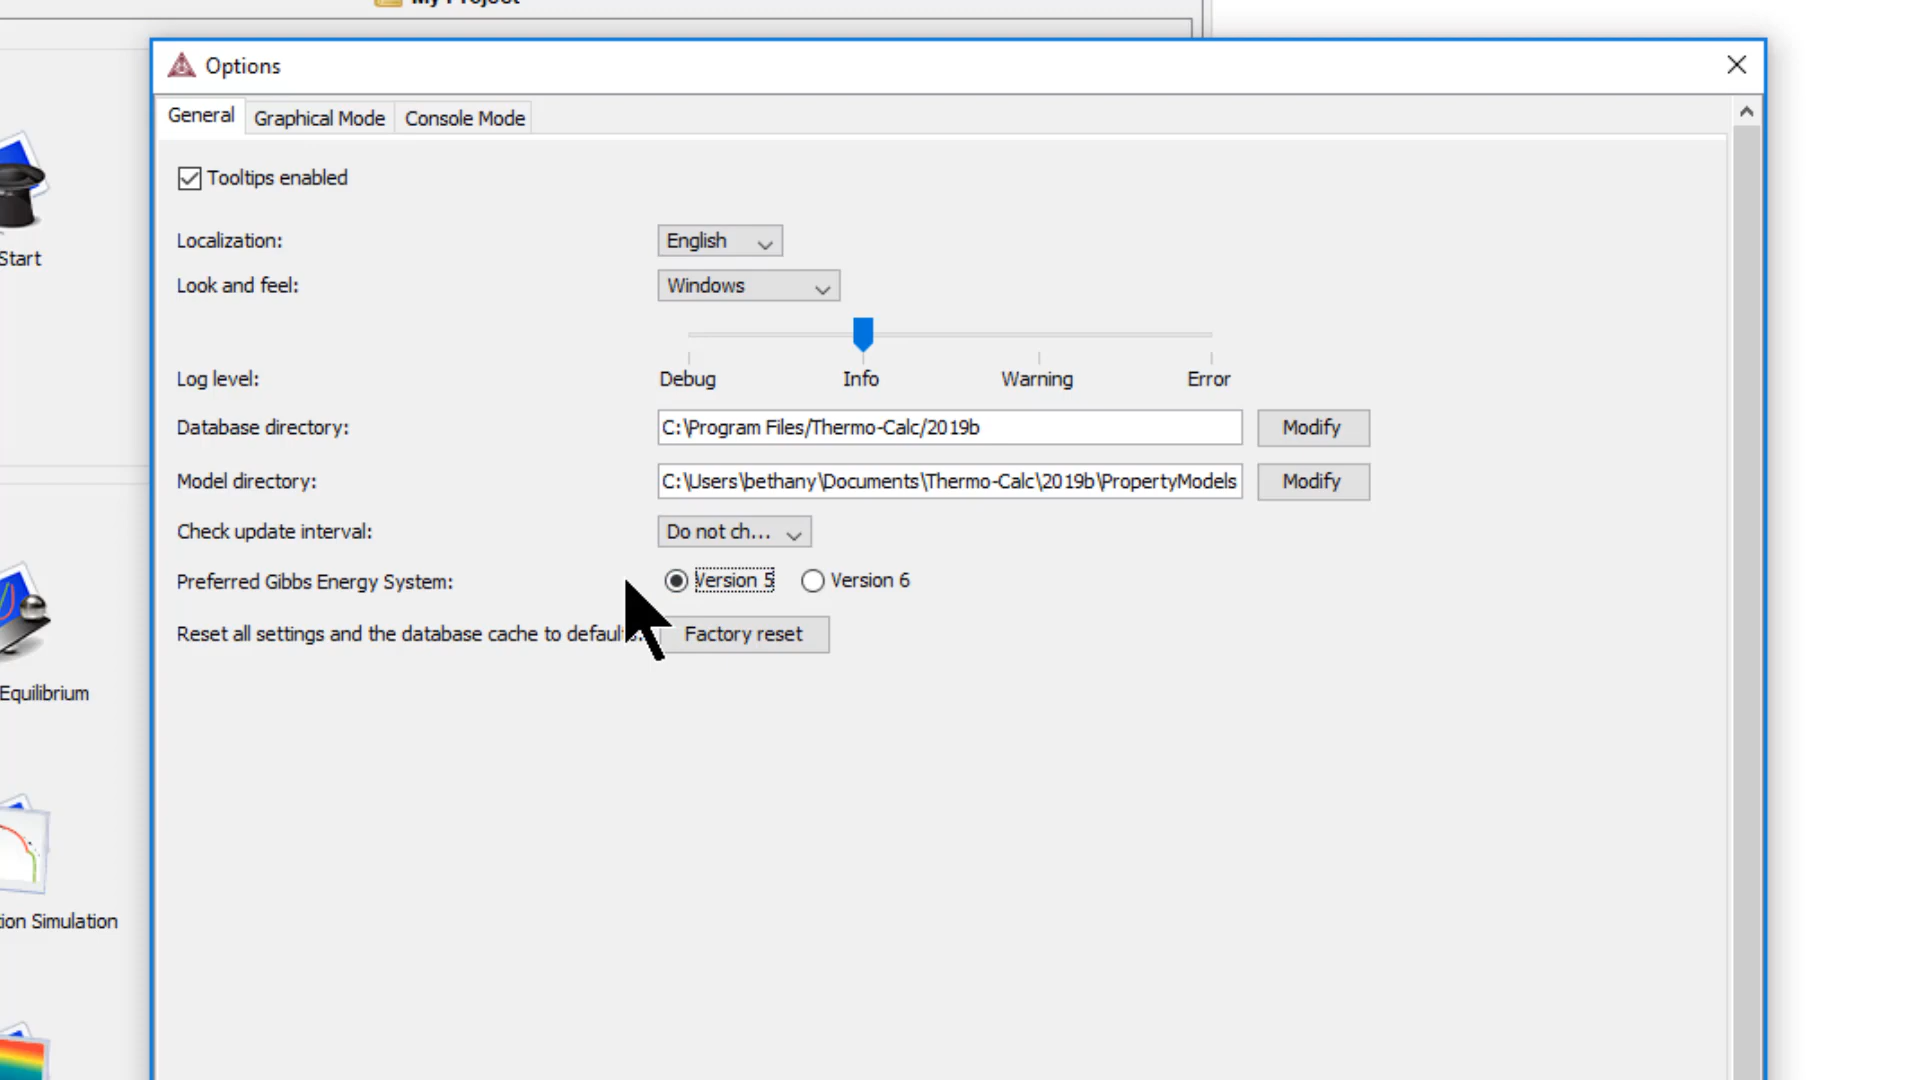 My Project
Options
General
Graphical Mode
Console Mode
Tooltips enabled
Localization:
English
Look and feel:
Windows
Log level:
Debug
Info
Warning
Error
Database directory:
C:\Program Files/Thermo-Calc/2019b
Modify
Model directory:
C:\Users\bethany\Documents\Thermo-Calc\2019b\PropertyModels
Modify
Check update interval:
Do not ch...
Preferred Gibbs Energy System:
Version 5
Version 6
Reset all settings and the database cache to default
Factory reset
Start
Equilibrium
Simulation